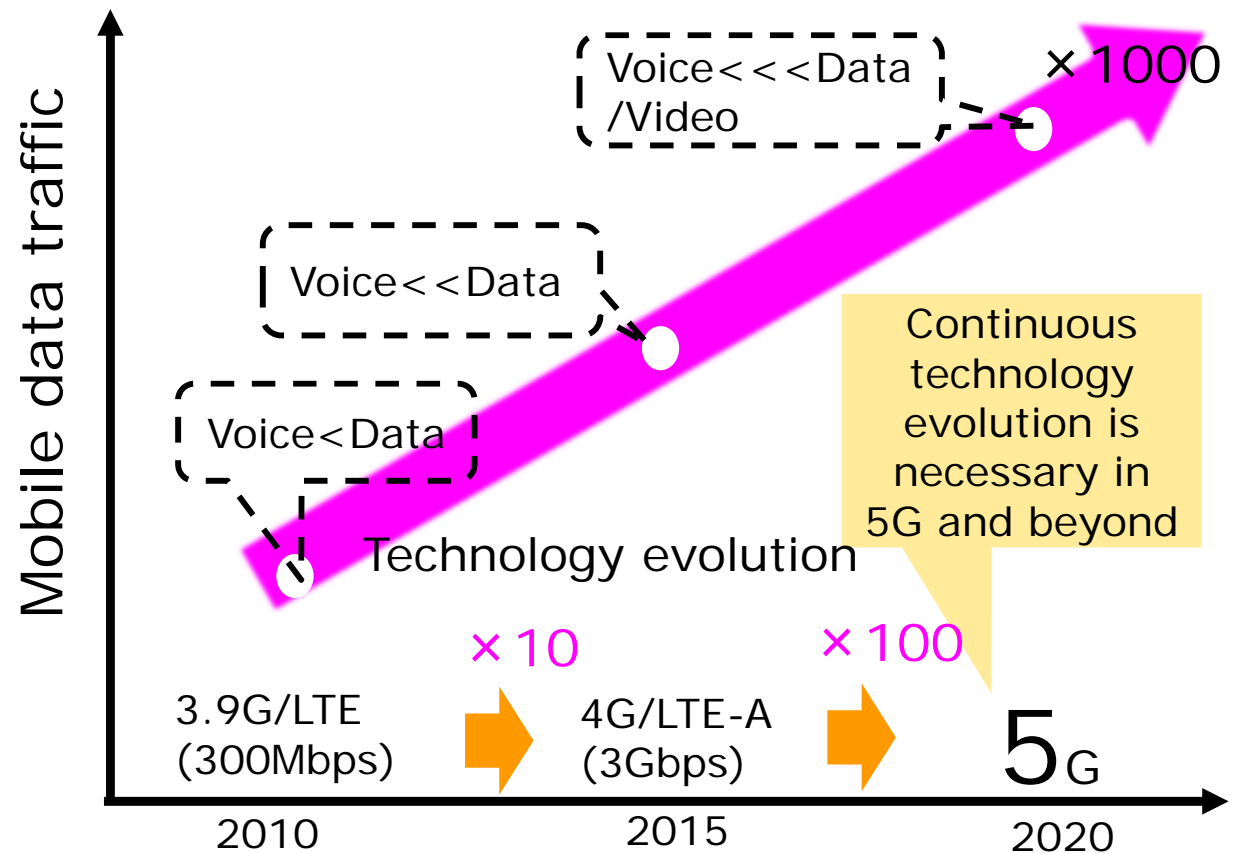 Mobile data traffic
Voice<<<Data
/Video
×1000
Voice<<Data
Voice<Data
Continuous
technology
evolution is
necessary in
5G and beyond
Technology evolution
×10
×100
3.9G/LTE
(300Mbps)
4G/LTE-A
(3Gbps)
5G
2010
2015
2020